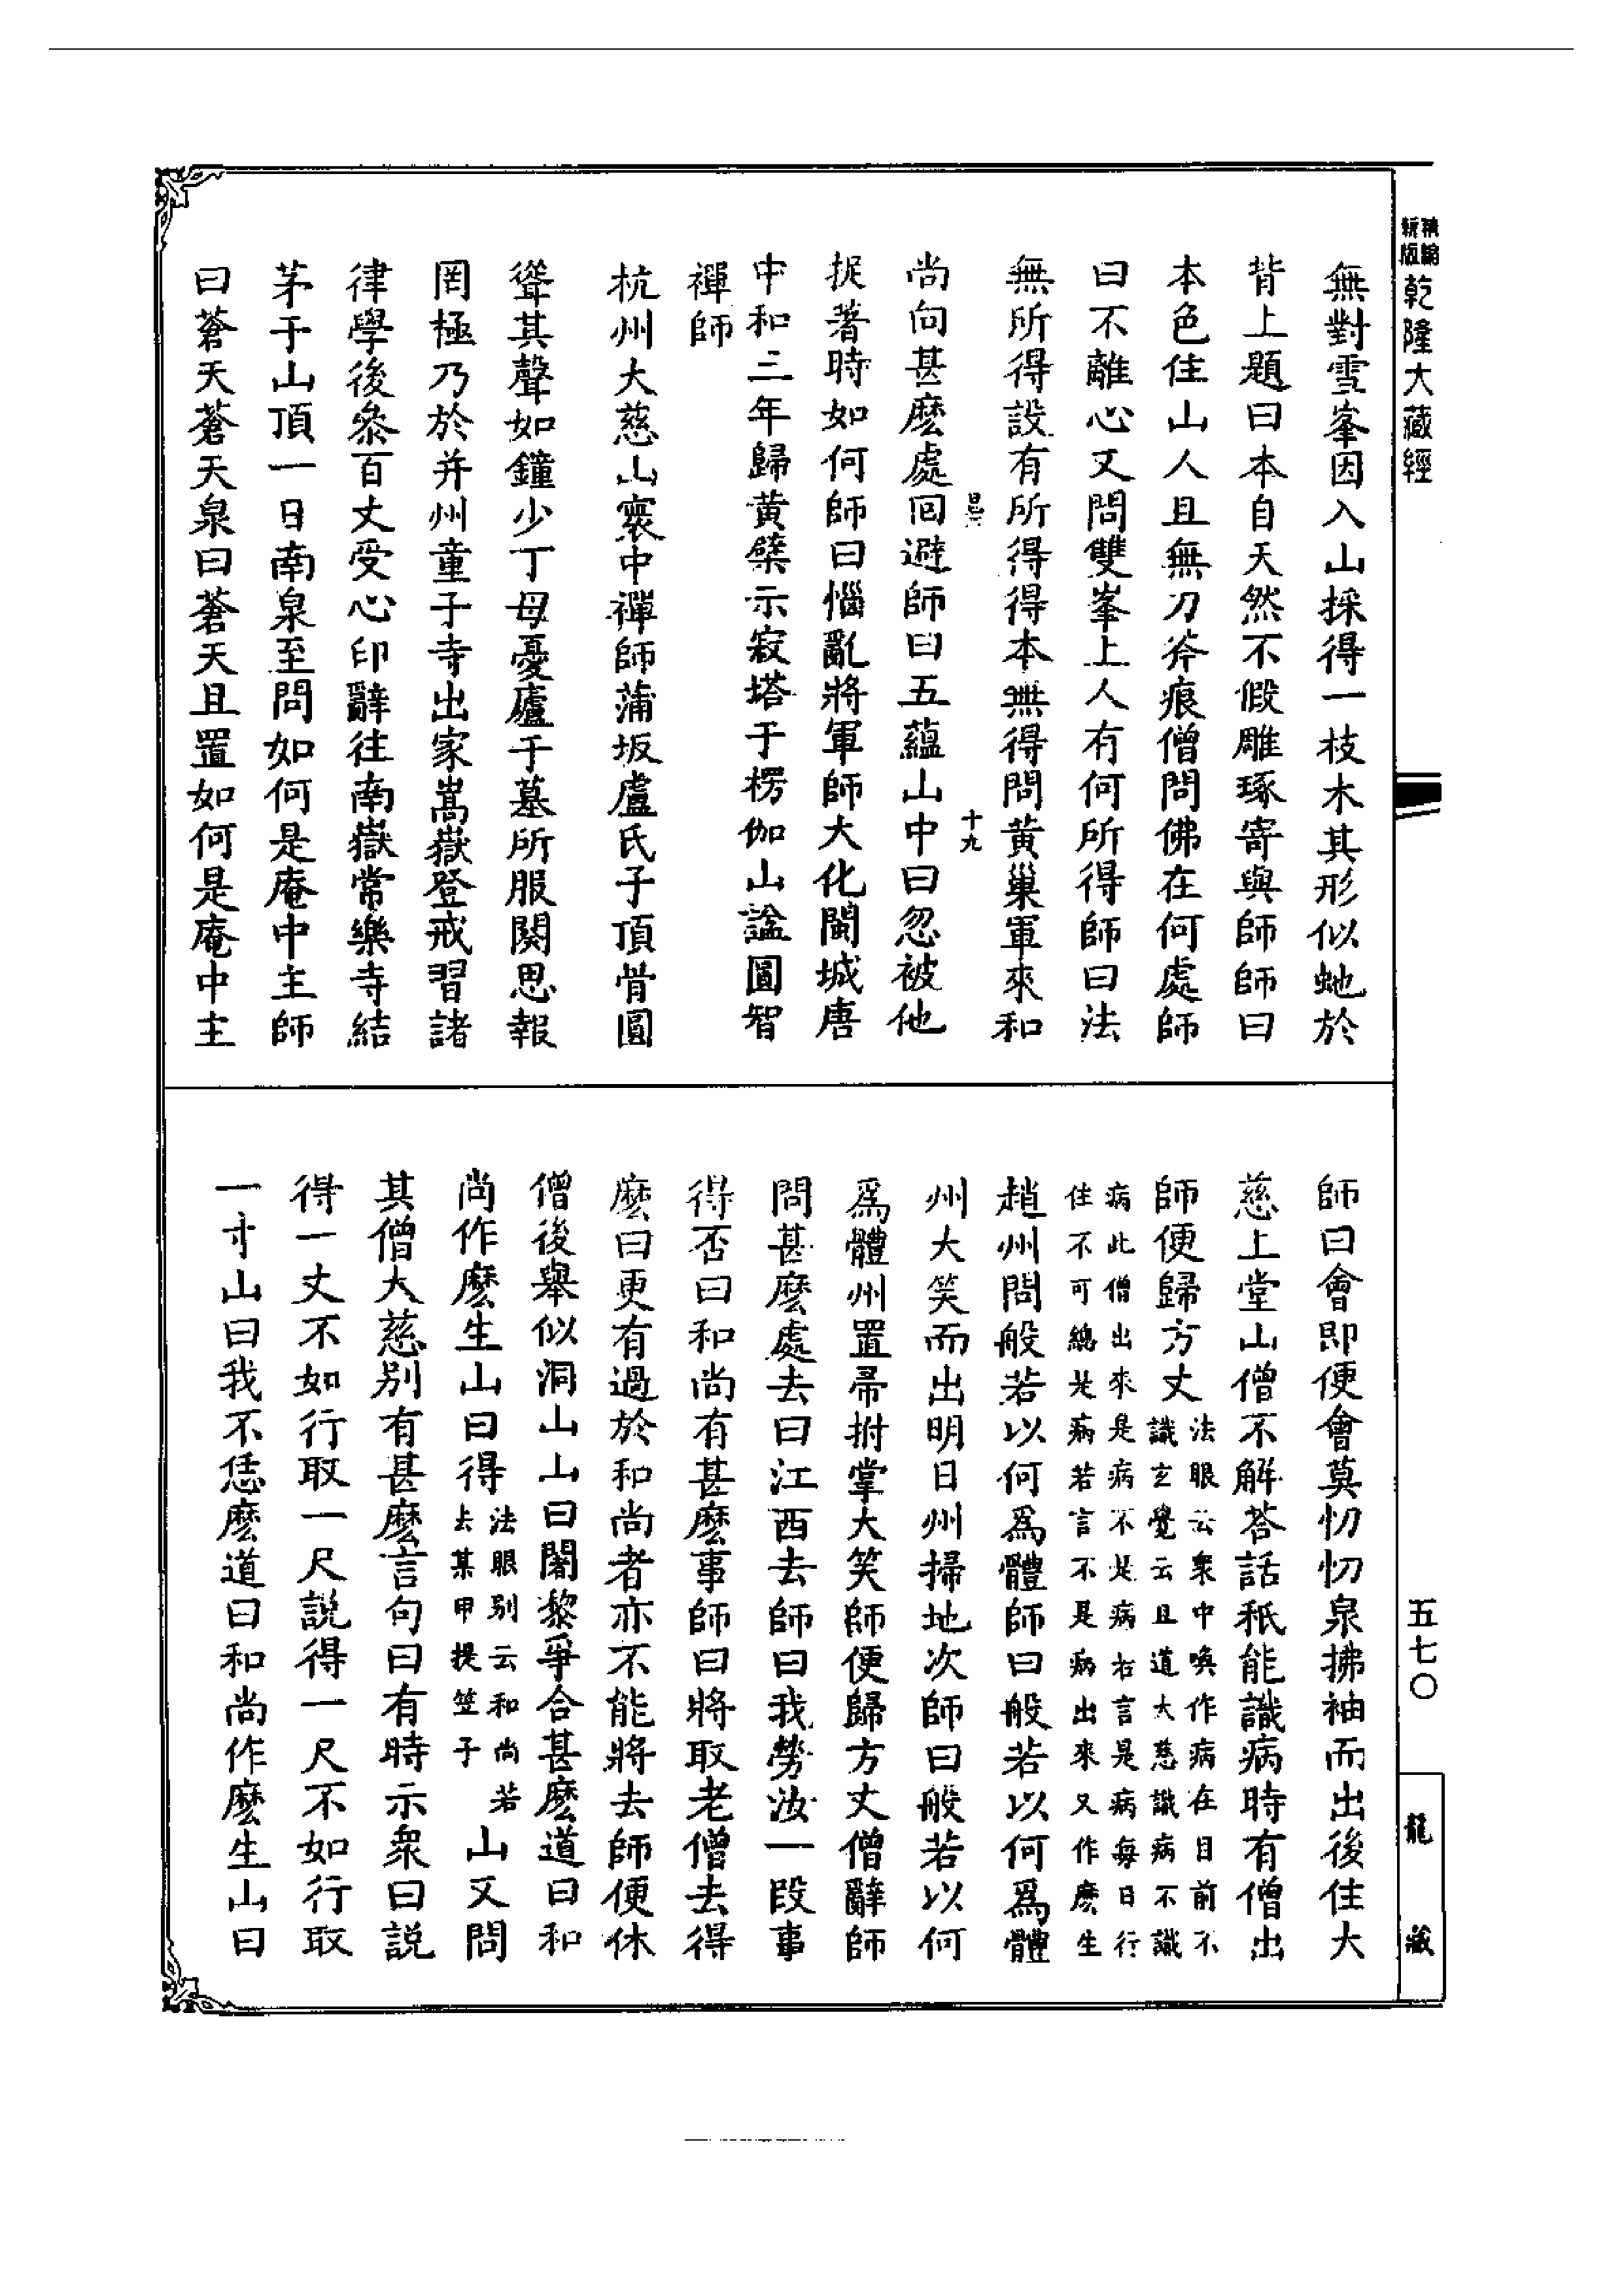 精編
新版
乾隆大藏經
無對雪峯因入山採得一枝木其形似虵於
背上題曰本自天然不假雕琢寄與師師曰
本色住山人且無刀斧痕僧問佛在何處師
曰不離心又問雙峯上人有何所得師曰法
無所得設有所得得本無得問黃巢軍來和
十九
尚向甚麼處回避師曰五蘊山中曰忽被他
捉著時如何師曰惱亂將軍師大化閩城唐
中和三年歸黃檗示寂塔于楞伽山諡圓智
禪師
杭州大慈山寰中禪師蒲坂盧氏子頂骨圓
聳其聲如鐘少丁母憂廬于墓所服闋思報
罔極乃於并州童子寺出家嵩嶽登戒習諸
律學後叅百丈受心印辭往南嶽常樂寺結
茅于山頂一日南泉至問如何是庵中主師
曰蒼天蒼天泉曰蒼天且置如何是庵中主
師曰會即便會莫忉忉泉拂袖而出後住大
慈上堂山僧不解荅話秖能識病時有僧出
師便歸方丈法眼云衆中喚作病在目前不
識玄覺云且道大慈識病不識
病此僧出來是病不是病若言是病每日行
住不可總是病若言不是病出來又作麽生
趙州問般若以何爲體師曰般若以何爲體
州大笑而出明日州掃地次師曰般若以何
爲體州置帚拊掌大笑師便歸方丈僧辭師
問甚麼處去曰江西去師曰我勞汝一段事
得否曰和尚有甚麼事師曰將取老僧去得
麽曰更有過於和尚者亦不能將去師便休
僧後舉似洞山山曰闍黎爭合甚麼道曰和
尚作麼生山曰得法眼別云和尚若
去某甲提笠子山又問
其僧大慈別有甚麼言句曰有時示衆曰説
得一丈不如行取一尺説得一尺不如行取
一寸山曰我不恁麼道曰和尚作麼生山曰
五七〇
龍藏